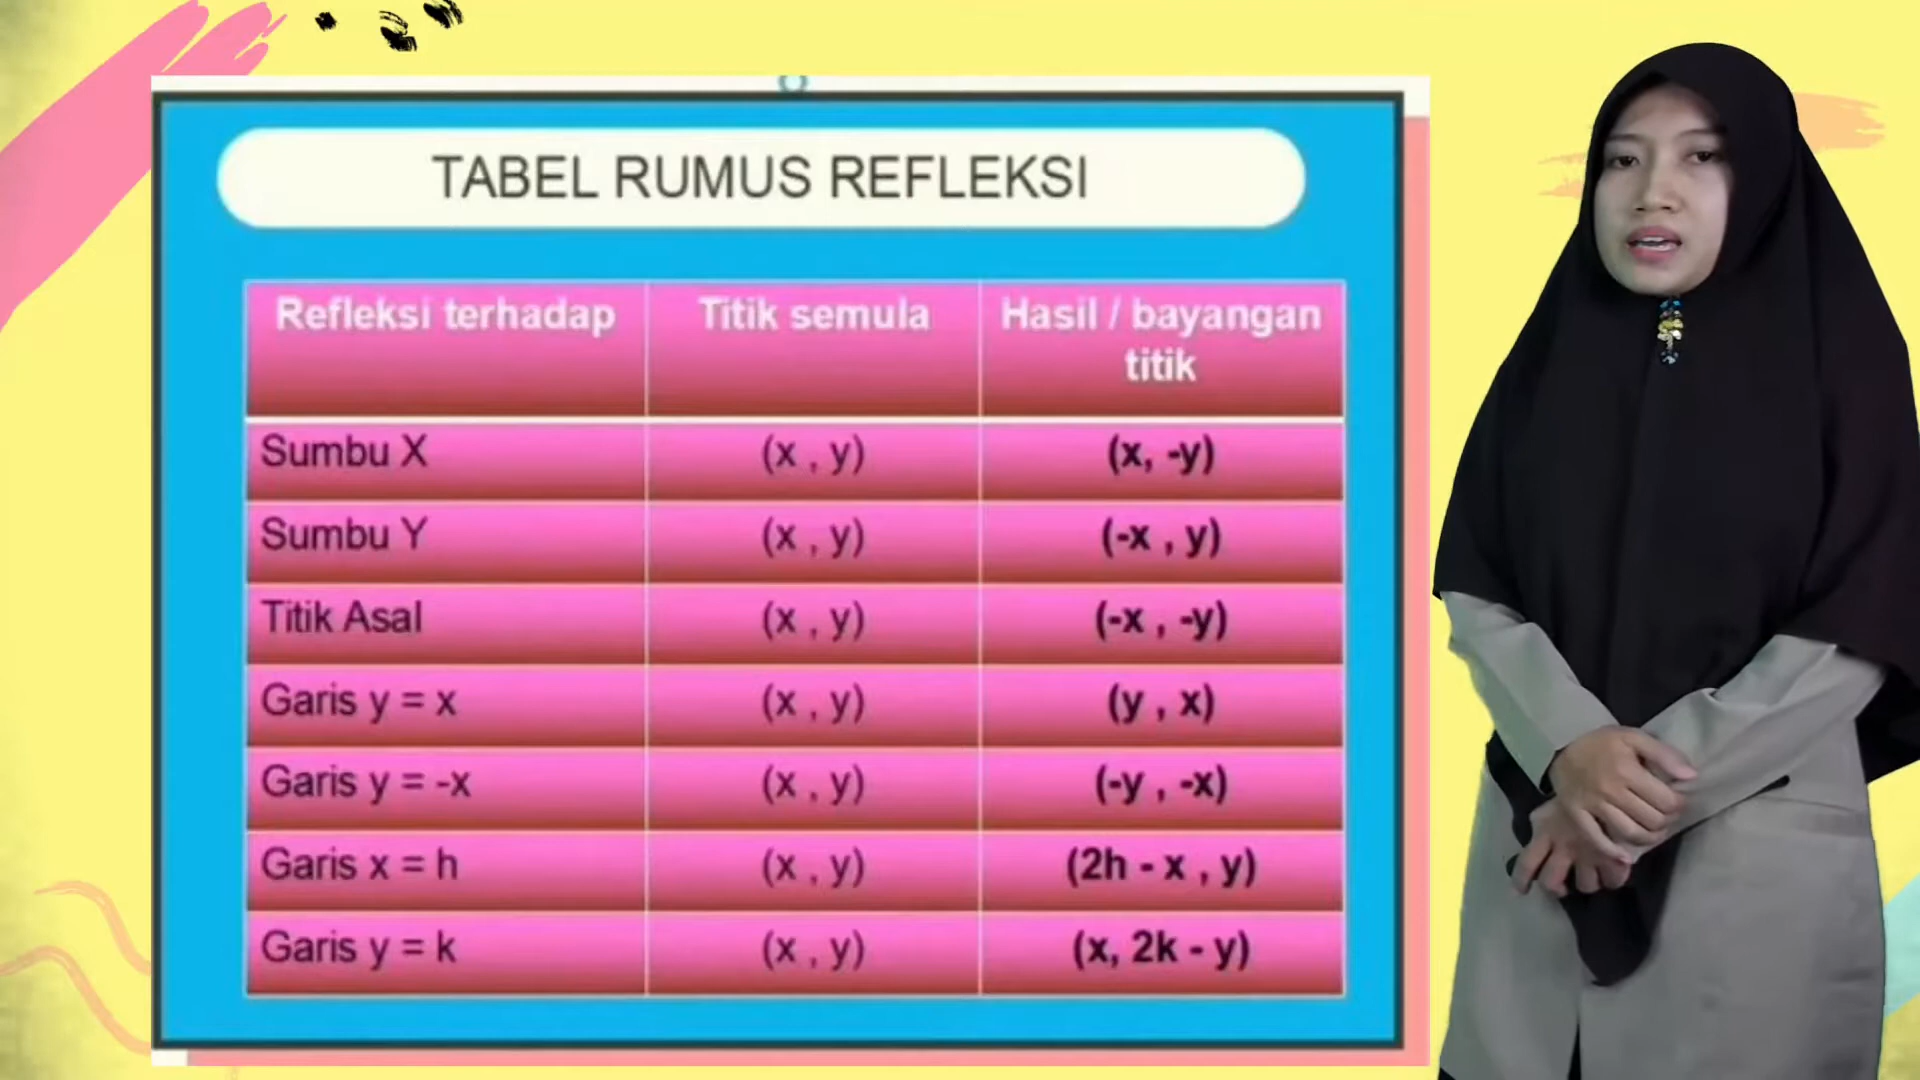 TABEL RUMUS REFLEKSI
Refleksi terhadap Titik semula Hasil / bayangan
titik
Sumbu X (x , y) (x, -y)
Sumbu Y (x , y) (-x , y)
Titik Asal (x , y) (-x , -y)
Garis y = x (x , y) (y , x)
Garis y = -x (x , y) (-y , -x)
Garis x = h (x , y) (2h - x , y)
Garis y = k (x , y) (x, 2k - y)